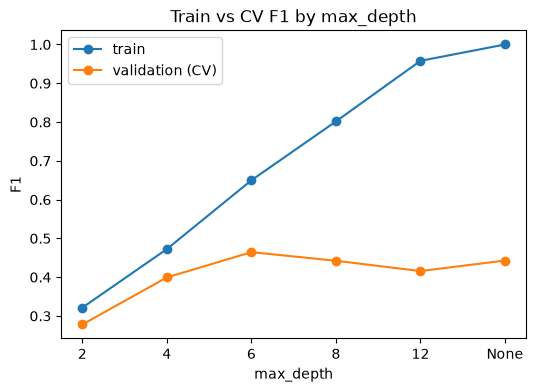 Train vs CV F1 by max_depth
train
validation (CV)
F1
1.0
0.9
0.8
0.7
0.6
0.5
0.4
0.3
2 4 6 8 12 None
max_depth